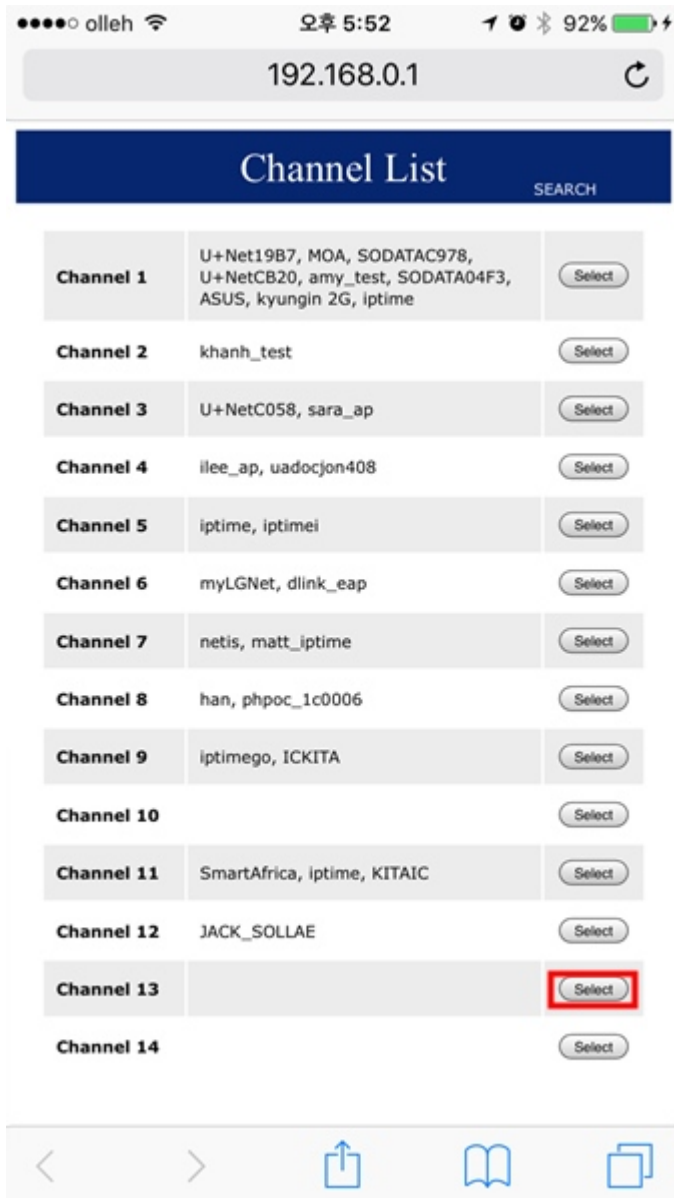 olleh 오후 5:52 92%
192.168.0.1
Channel List
SEARCH
Channel 1 U+Net19B7, MOA, SODATAC978, Select
U+NetCB20, amy_test, SODATA04F3,
ASUS, kyungin 2G, iptime
Channel 2 khanh_test Select
Channel 3 U+NetC058, sara_ap Select
Channel 4 ilee_ap, uadocjon408 Select
Channel 5 iptime, iptimei Select
Channel 6 myLGNet, dlink_eap Select
Channel 7 netis, matt_iptime Select
Channel 8 han, phpoc_1c0006 Select
Channel 9 iptimego, ICKITA Select
Channel 10 Select
Channel 11 SmartAfrica, iptime, KITAIC Select
Channel 12 JACK_SOLLAE Select
Channel 13 Select
Channel 14 Select